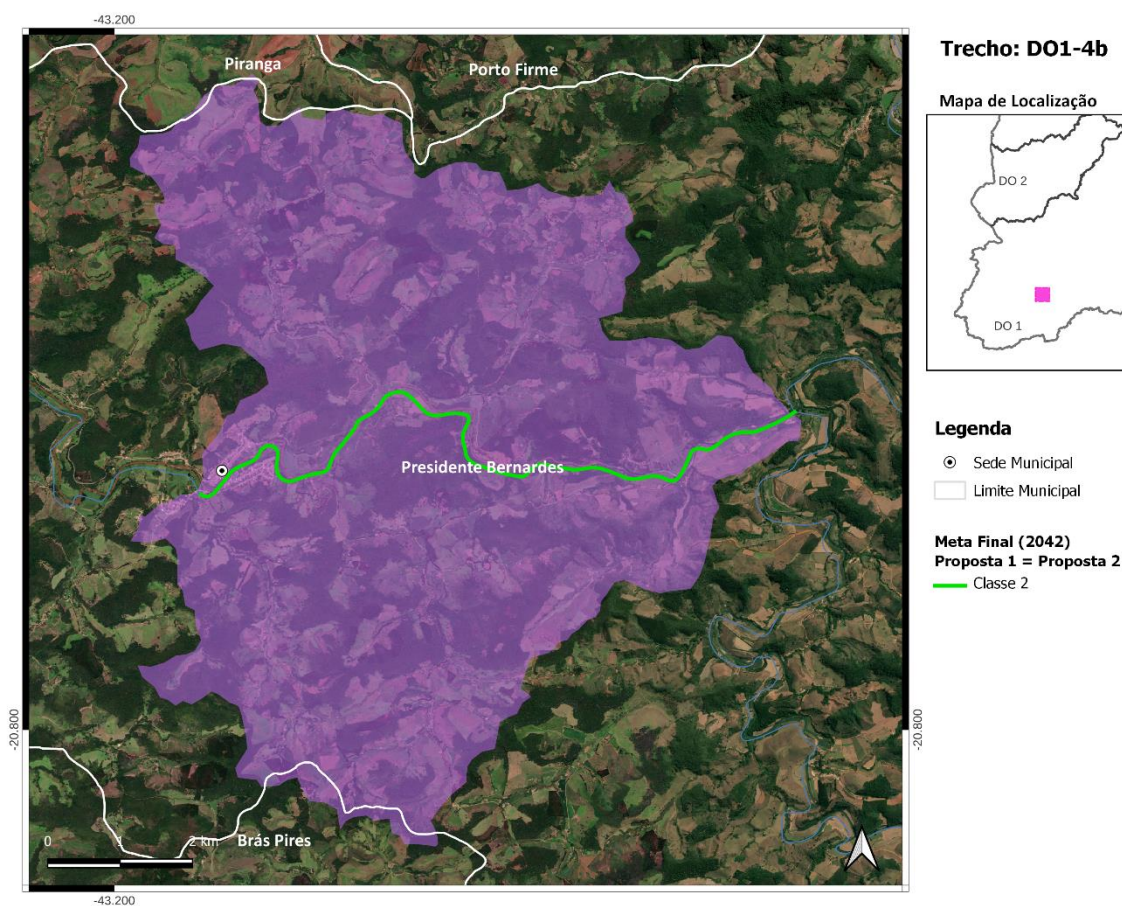 -43.200
Trecho: DO1-4b
Piranga
Porto Firme
Mapa de Localização
DO 2
DO 1
Presidente Bernardes
Legenda
Sede Municipal
Limite Municipal
Meta Final (2042)
Proposta 1 = Proposta 2
Classe 2
-20.800
-20.800
0 1 2 km
Brás Pires
-43.200